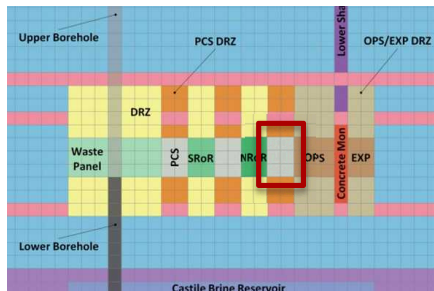 Upper Borehole
PCS DRZ
Lower Sha
OPS/EXP DRZ
DRZ
Waste
Panel
PCS
SRoR
NRoR
OPS
Concrete Mon
EXP
Lower Borehole
Castile Brine Reservoir